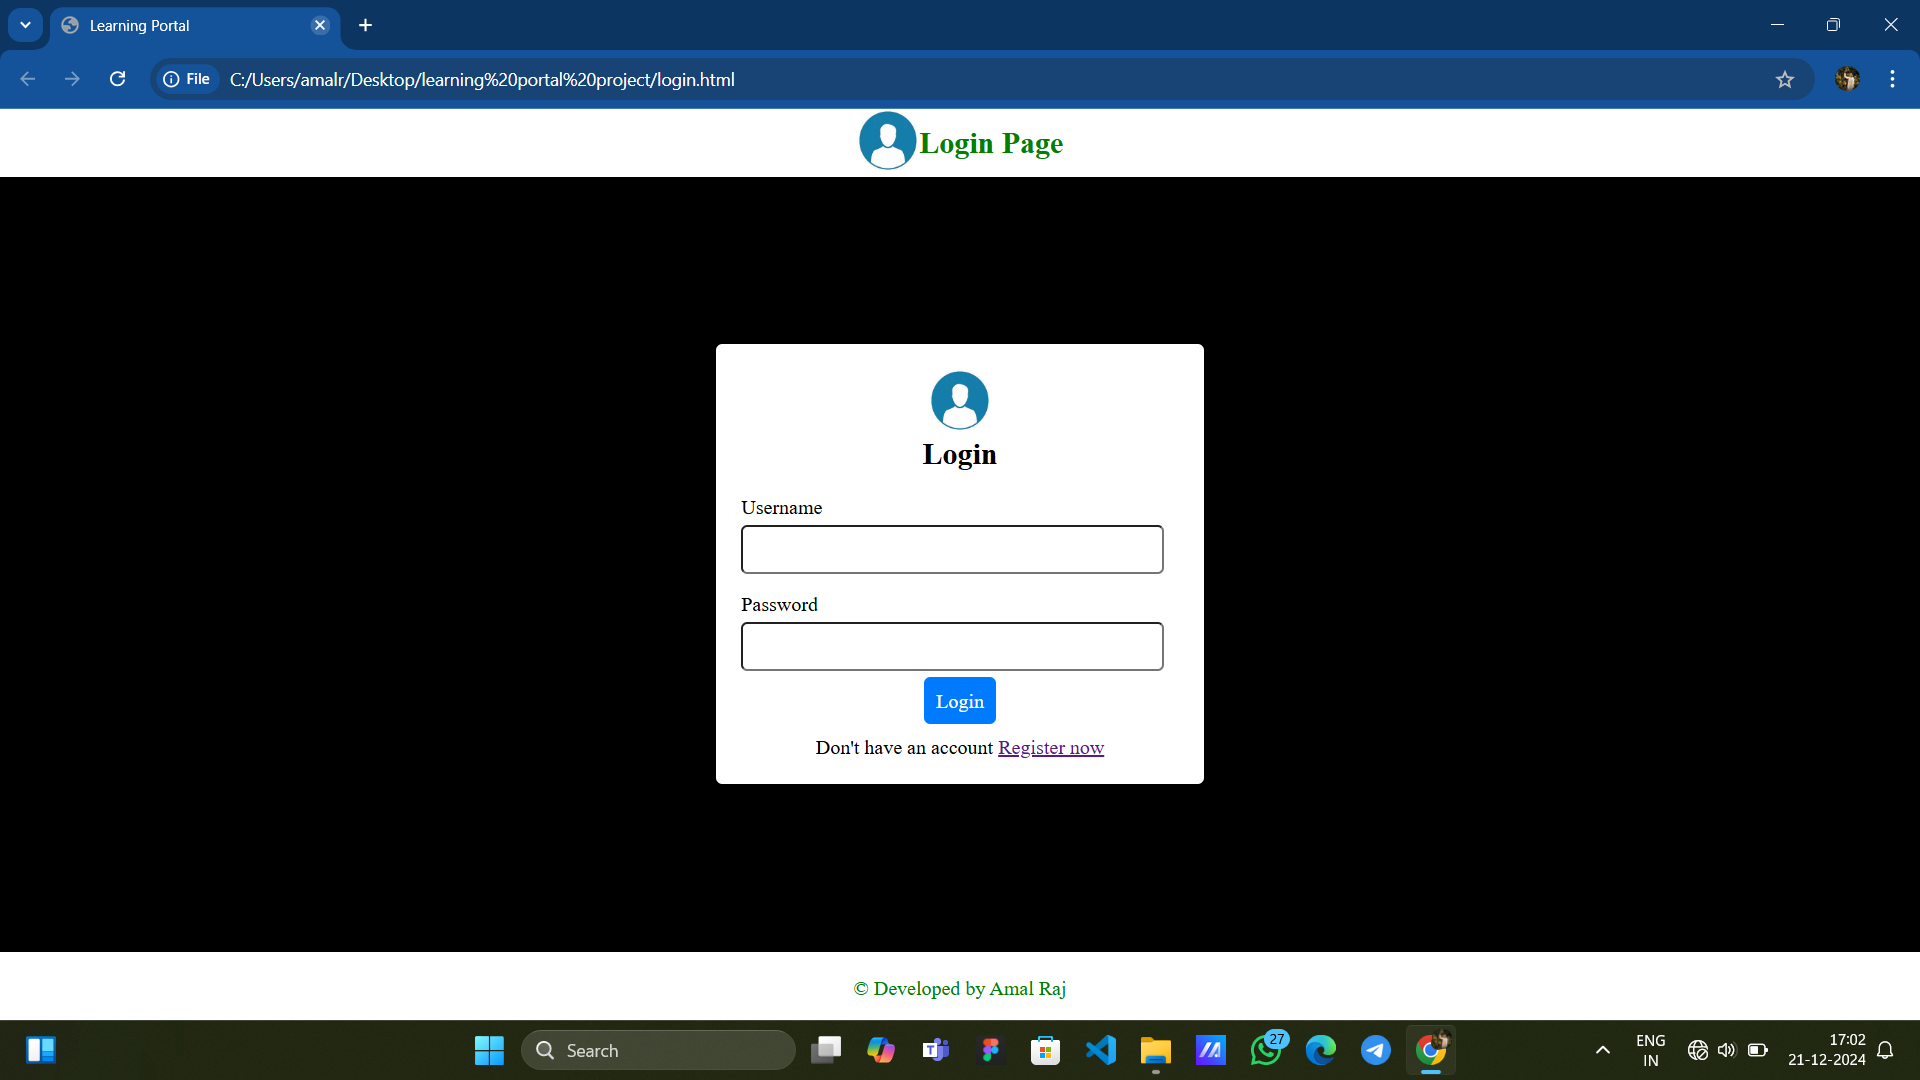 Learning Portal
File C:/Users/amalr/Desktop/learning%20portal%20project/login.html
Login Page
Login
Username
Password
Login
Don't have an account Register now
© Developed by Amal Raj
Search
27
ENG
IN
17:02
21-12-2024